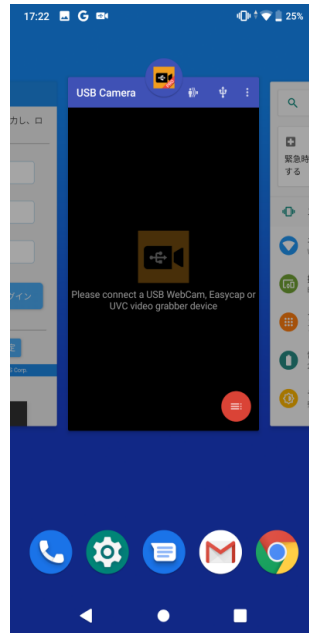 17:22
25%
USB Camera
力し、ロ
Please connect a USB WebCam, Easycap or
UVC video grabber device
グイン
定
Corp
緊急時
する